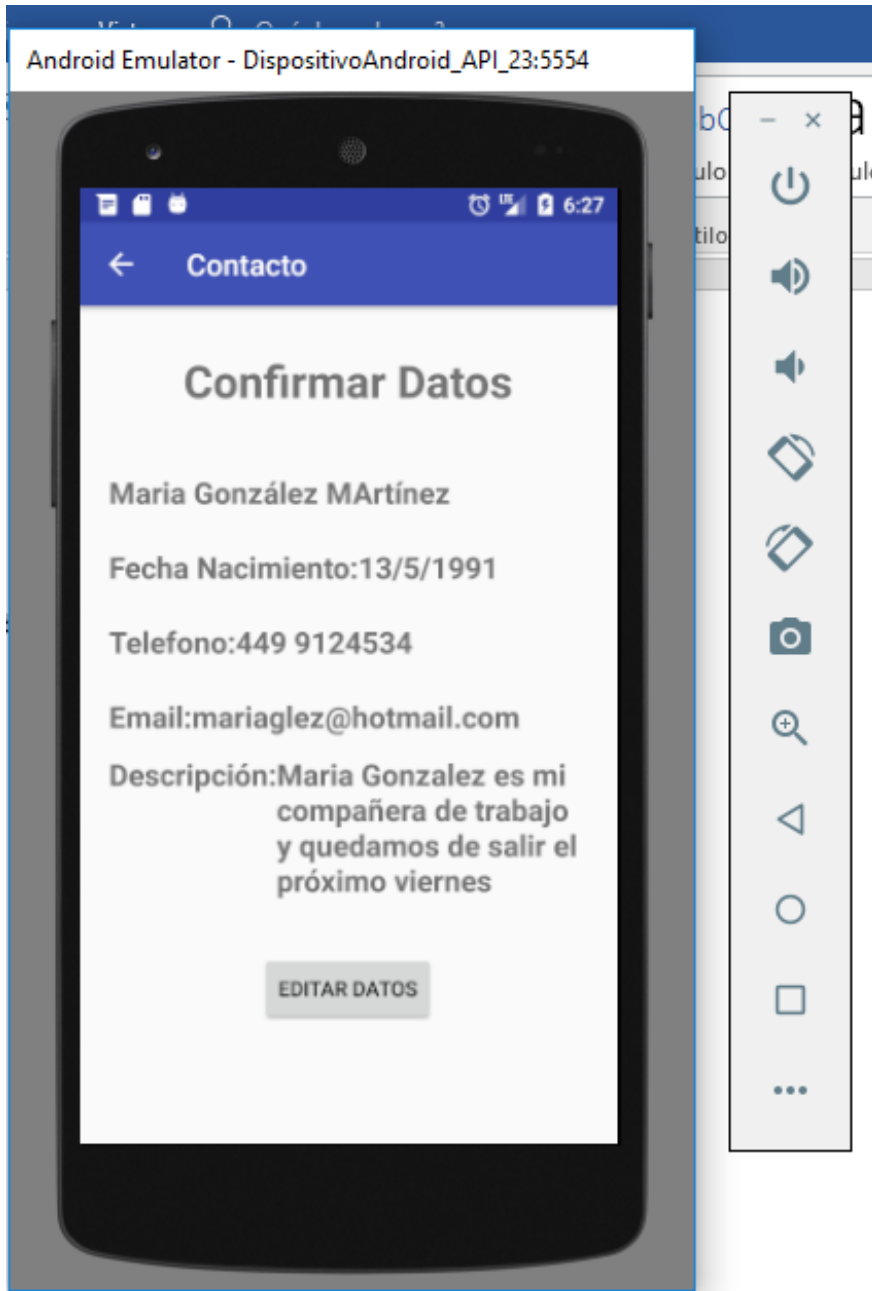 Android Emulator - DispositivoAndroid_API_23:5554
LTE 6:27
Contacto
Confirmar Datos
Maria González MArtínez
Fecha Nacimiento:13/5/1991
Telefono:449 9124534
Email:mariaglez@hotmail.com
Descripción:Maria Gonzalez es mi
compañera de trabajo
y quedamos de salir el
próximo viernes
EDITAR DATOS